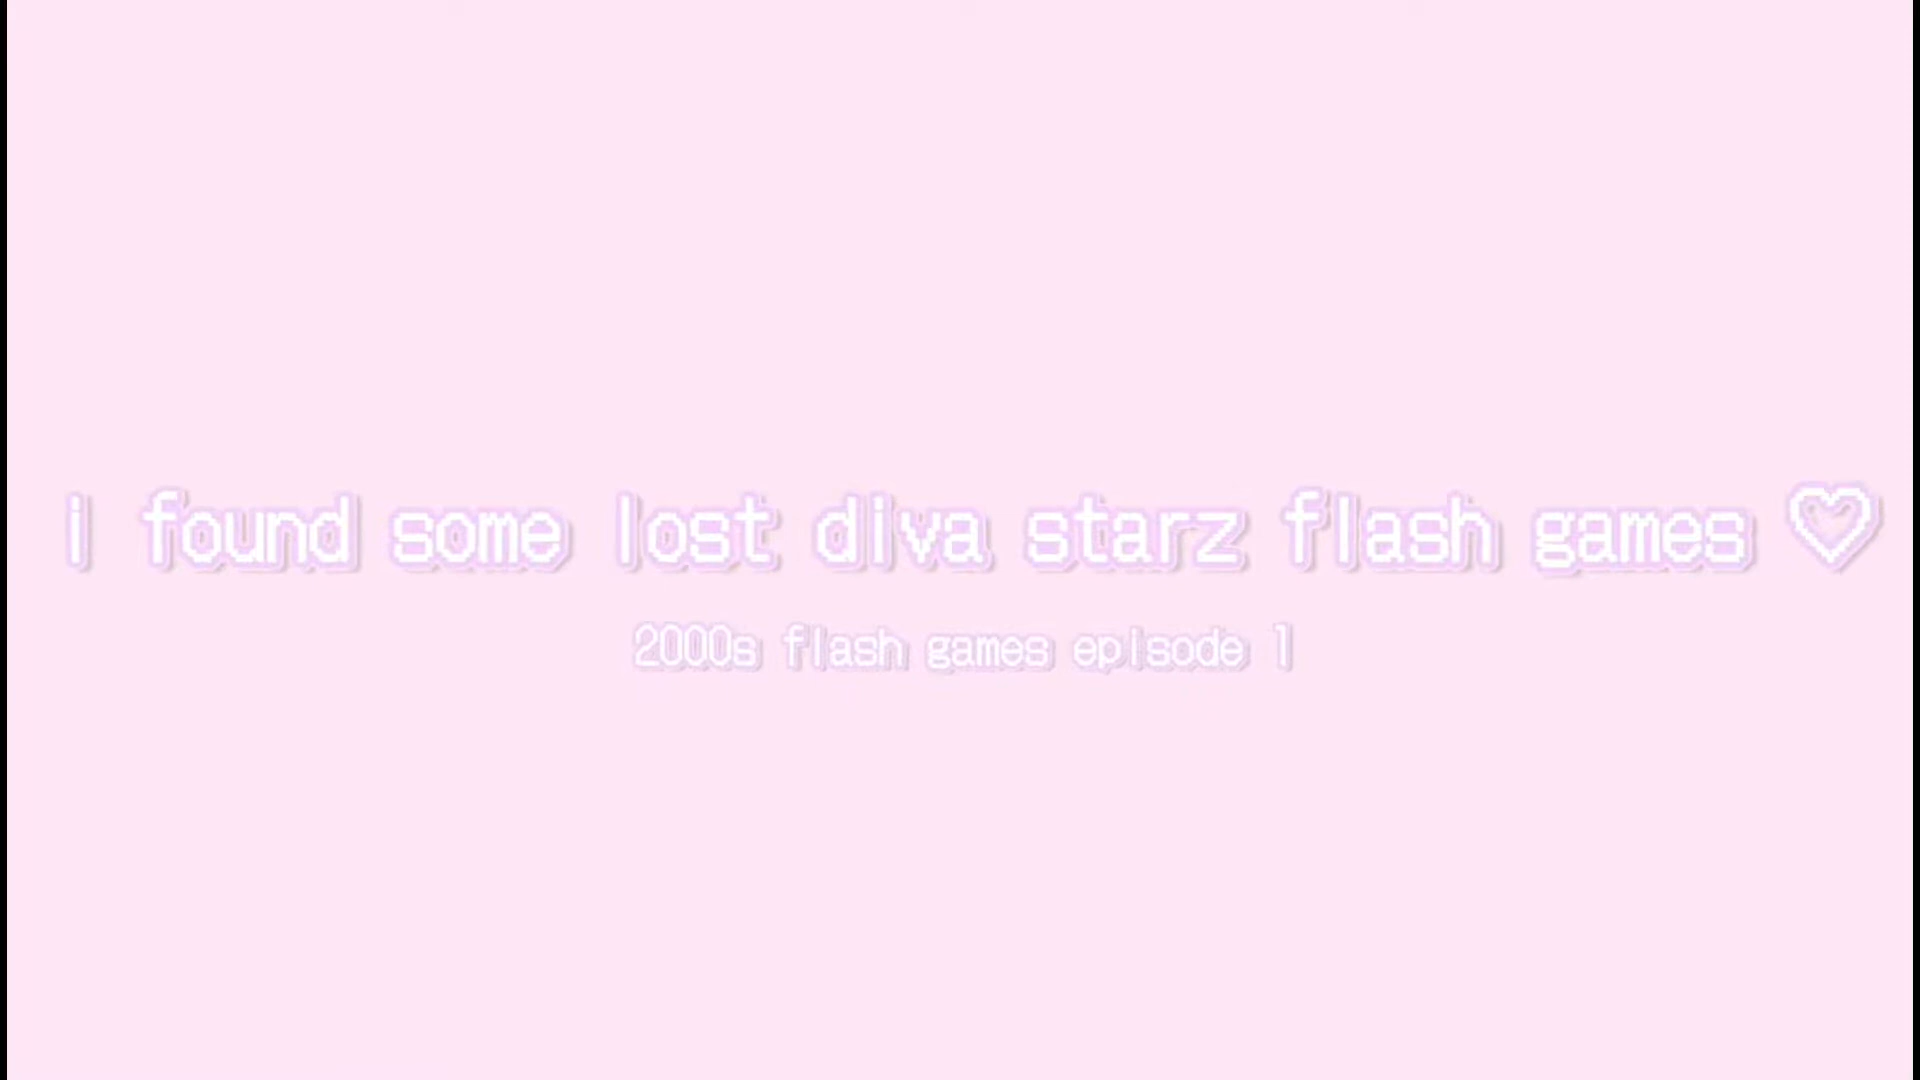 i found some lost diva starz flash games ♡
2000s flash games episode 1